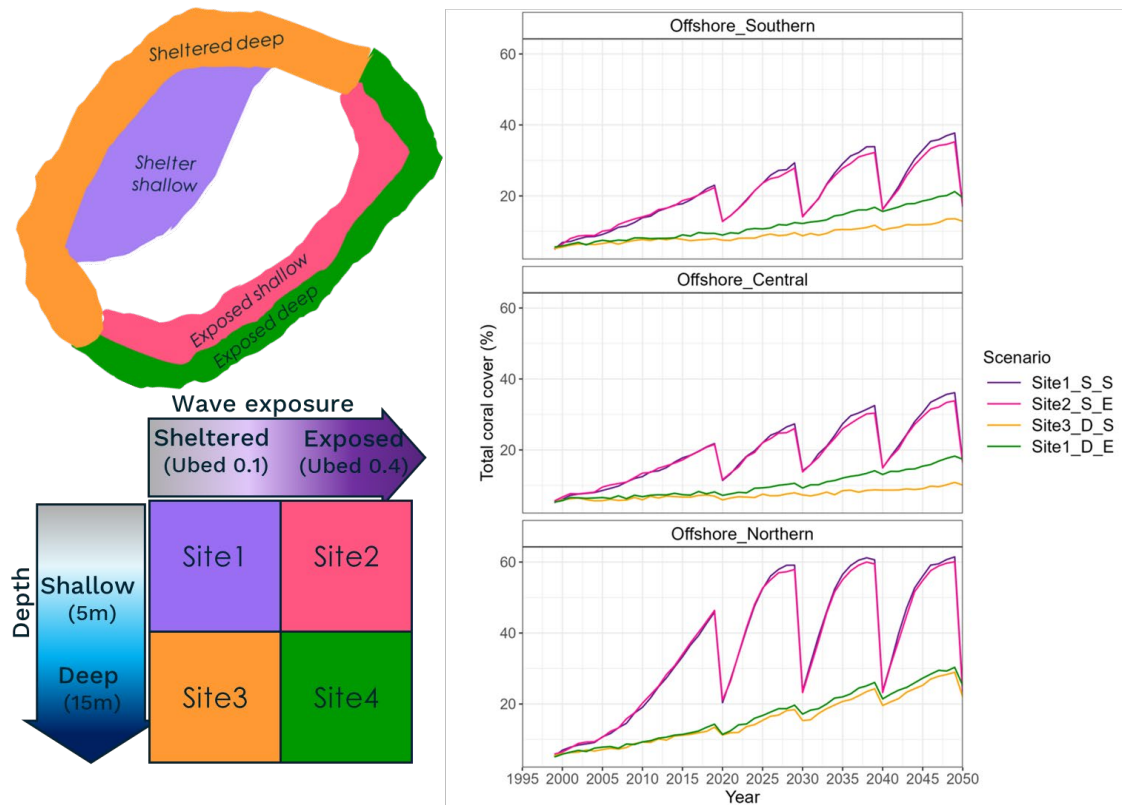 Sheltered deep
Shelter
shallow
Exposed shallow
Exposed deep
Wave exposure
Sheltered
(Ubed 0.1)
Exposed
(Ubed 0.4)
Depth
Shallow
(5m)
Deep
(15m)
Site1
Site2
Site3
Site4
Offshore_Southern
60
40
20
Offshore_Central
60
40
20
Offshore_Northern
60
40
20
Total coral cover (%)
1995 2000 2005 2010 2015 2020 2025 2030 2035 2040 2045 2050
Year
Scenario
Site1_S_S
Site2_S_E
Site3_D_S
Site1_D_E